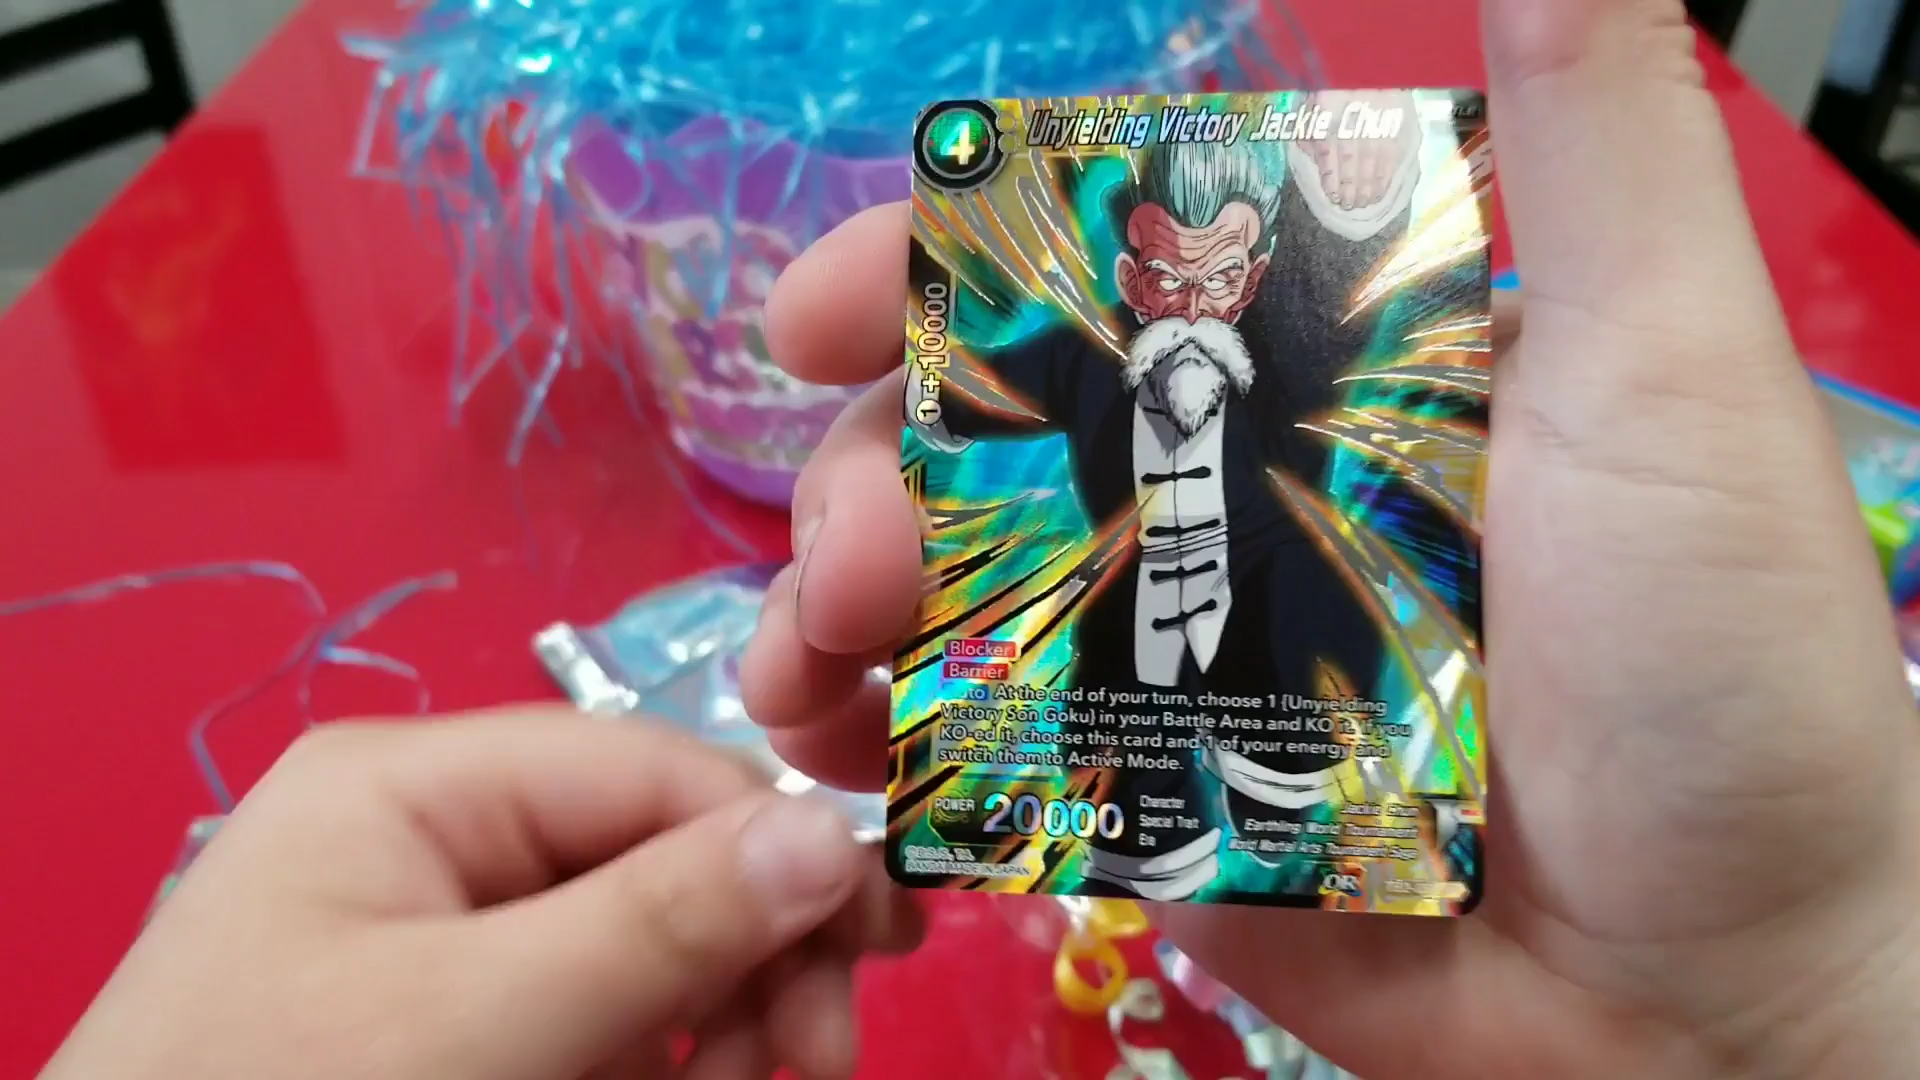 4
Unyielding Victory Jackie Chun
1+10000
Blocker
Barrier
At the end of your turn, choose 1 {Unyielding
Victory Son Goku} in your Battle Area and KO it. If you
KO-ed it, choose this card and 1 of your energy and
switch them to Active Mode.
POWER 20000
Character Jackie Chun
Special Trait Earthling World Tournament
Era World Martial Arts Tournament Saga
BANDAI MADE IN JAPAN